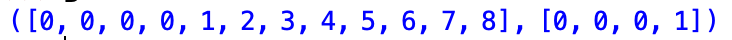 ([0, 0, 0, 0, 1, 2, 3, 4, 5, 6, 7, 8], [0, 0, 0, 1])